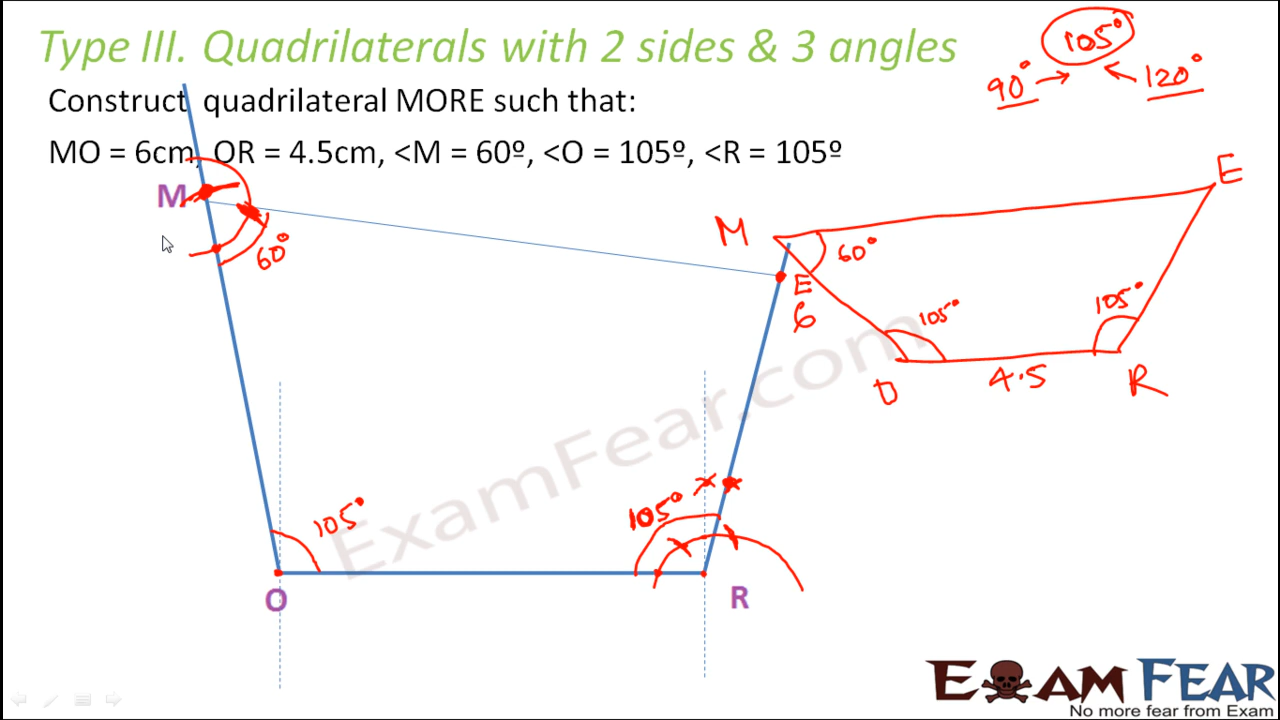 Type III. Quadrilaterals with 2 sides & 3 angles
105°
90° 120°
Construct quadrilateral MORE such that:
MO = 6cm, OR = 4.5cm, <M = 60º, <O = 105º, <R = 105º
M
60°
E
M
60°
E
6
105°
105°
O
4.5
R
105°
105°
O
R
ExamFear.com
EXAM FEAR
No more fear from Exam